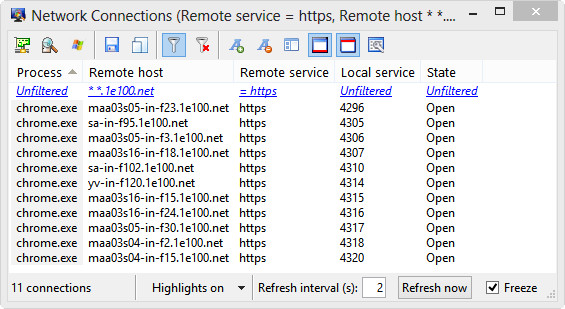 Network Connections (Remote service = https, Remote host * *....
Process Remote host Remote service Local service State
Unfiltered * *.1e100.net = https Unfiltered Unfiltered
chrome.exe maa03s05-in-f23.1e100.net https 4296 Open
chrome.exe sa-in-f95.1e100.net https 4305 Open
chrome.exe maa03s05-in-f3.1e100.net https 4306 Open
chrome.exe maa03s16-in-f18.1e100.net https 4307 Open
chrome.exe sa-in-f102.1e100.net https 4310 Open
chrome.exe yv-in-f120.1e100.net https 4314 Open
chrome.exe maa03s16-in-f15.1e100.net https 4315 Open
chrome.exe maa03s16-in-f24.1e100.net https 4316 Open
chrome.exe maa03s05-in-f30.1e100.net https 4317 Open
chrome.exe maa03s04-in-f2.1e100.net https 4318 Open
chrome.exe maa03s04-in-f15.1e100.net https 4320 Open
11 connections Highlights on Refresh interval (s): 2 Refresh now Freeze